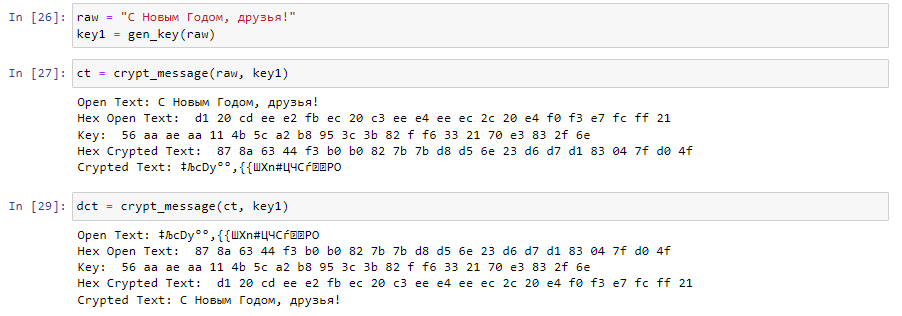 In [26]: raw = "С Новым Годом, друзья!"
key1 = gen_key(raw)
In [27]: ct = crypt_message(raw, key1)
Open Text: С Новым Годом, друзья!
Hex Open Text:  d1 20 cd ee e2 fb ec 20 c3 ee e4 ee ec 2c 20 e4 f0 f3 e7 fc ff 21
Key:  56 aa ae aa 11 4b 5c a2 b8 95 3c 3b 82 f f6 33 21 70 e3 83 2f 6e
Hex Crypted Text:  87 8a 63 44 f3 b0 b0 82 7b 7b d8 d5 6e 23 d6 d7 d1 83 04 7f d0 4f
Crypted Text: ‡ЉcDу°°‚{{ШХn#ЦЧСѓРO
In [29]: dct = crypt_message(ct, key1)
Open Text: ‡ЉcDу°°‚{{ШХn#ЦЧСѓРO
Hex Open Text:  87 8a 63 44 f3 b0 b0 82 7b 7b d8 d5 6e 23 d6 d7 d1 83 04 7f d0 4f
Key:  56 aa ae aa 11 4b 5c a2 b8 95 3c 3b 82 f f6 33 21 70 e3 83 2f 6e
Hex Crypted Text:  d1 20 cd ee e2 fb ec 20 c3 ee e4 ee ec 2c 20 e4 f0 f3 e7 fc ff 21
Crypted Text: С Новым Годом, друзья!